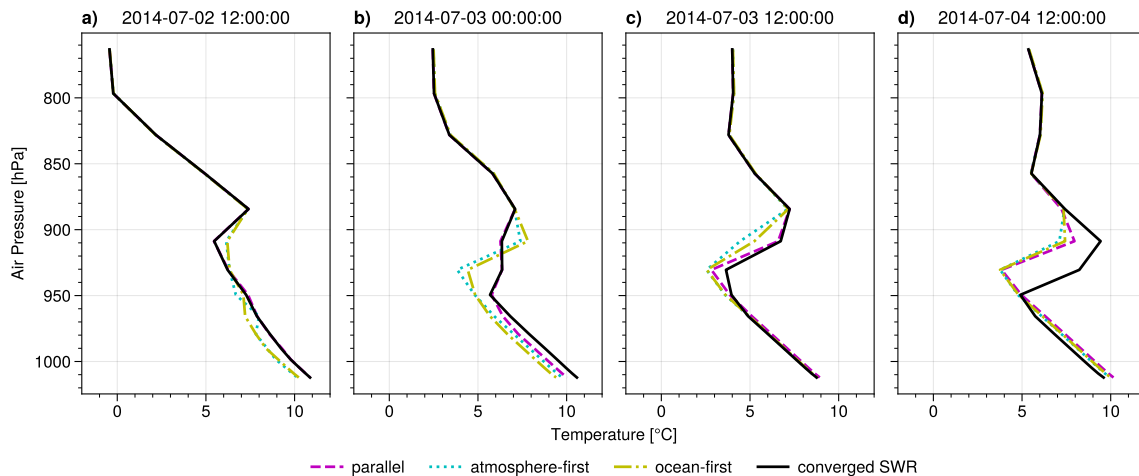 a) 2014-07-02 12:00:00
b) 2014-07-03 00:00:00
c) 2014-07-03 12:00:00
d) 2014-07-04 12:00:00
Air Pressure [hPa]
800
850
900
950
1000
0 5 10
0 5 10
0 5 10
0 5 10
Temperature [°C]
parallel atmosphere-first ocean-first converged SWR